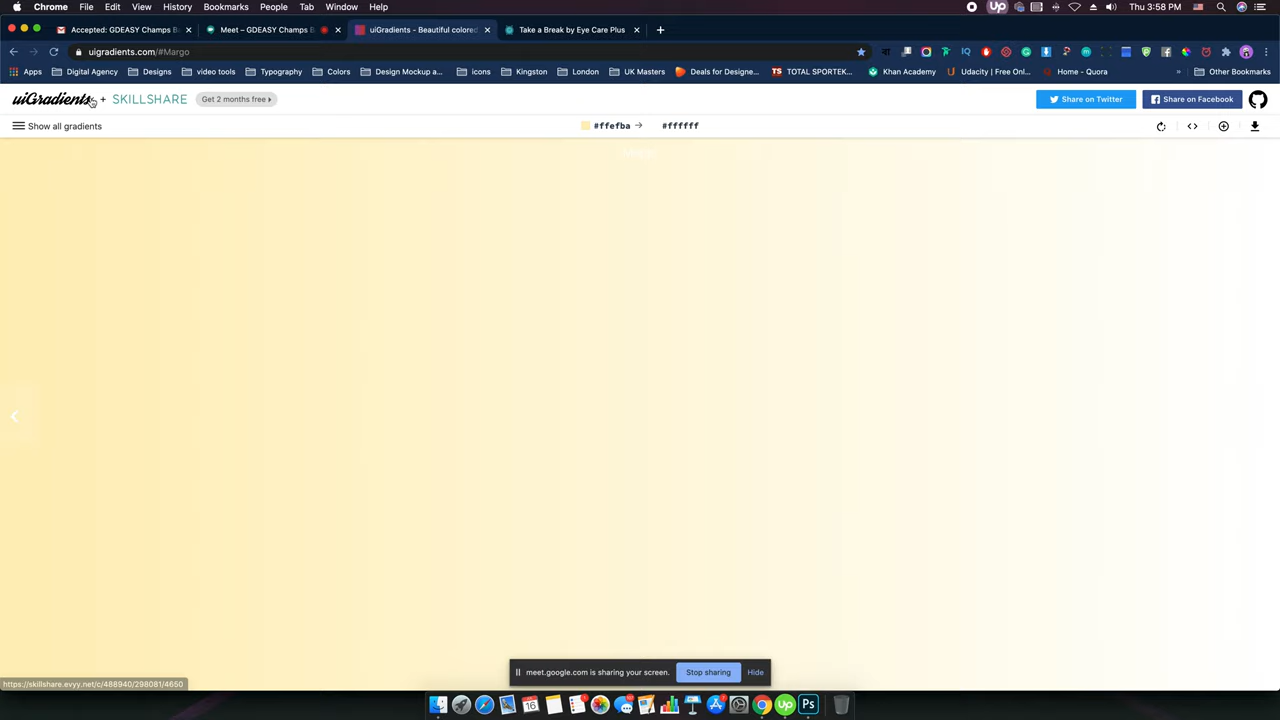 Chrome File Edit View History Bookmarks People Tab Window Help Up Thu 3:58 PM
Accepted: GDEASY Champs B Meet – GDEASY Champs B uiGradients - Beautiful colored Take a Break by Eye Care Plus
uigradients.com/#Margo
Apps Digital Agency Designs video tools Typography Colors Design Mockup a... icons Kingston London UK Masters Deals for Designe... TOTAL SPORTEK... Khan Academy Udacity | Free Onl... Home - Quora » Other Bookmarks
uiGradients + SKILLSHARE Get 2 months free Share on Twitter Share on Facebook
Show all gradients #ffefba → #ffffff
Margo
meet.google.com is sharing your screen. Stop sharing Hide
https://skillshare.evyy.net/c/488940/298081/4650
16 Up Ps